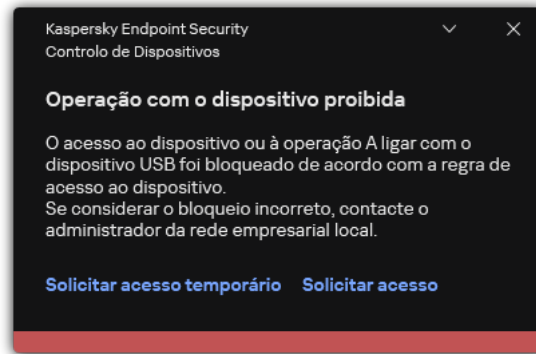 Kaspersky Endpoint Security
Controlo de Dispositivos
Operação com o dispositivo proibida
O acesso ao dispositivo ou à operação A ligar com o
dispositivo USB foi bloqueado de acordo com a regra de
acesso ao dispositivo.
Se considerar o bloqueio incorreto, contacte o
administrador da rede empresarial local.
Solicitar acesso temporário Solicitar acesso